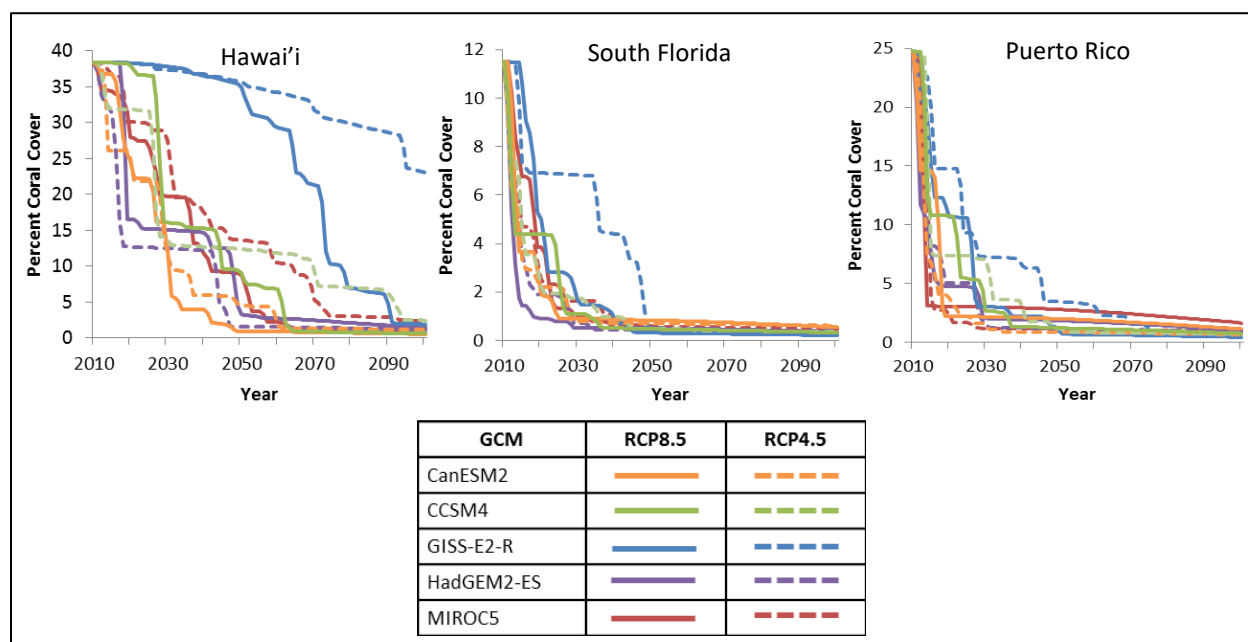 Hawai’i
South Florida
Puerto Rico
Percent Coral Cover
40
35
30
25
20
15
10
5
0
2010 2030 2050 2070 2090
Year
Percent Coral Cover
12
10
8
6
4
2
0
2010 2030 2050 2070 2090
Year
Percent Coral Cover
25
20
15
10
5
0
2010 2030 2050 2070 2090
Year
GCM RCP8.5 RCP4.5
CanESM2
CCSM4
GISS-E2-R
HadGEM2-ES
MIROC5